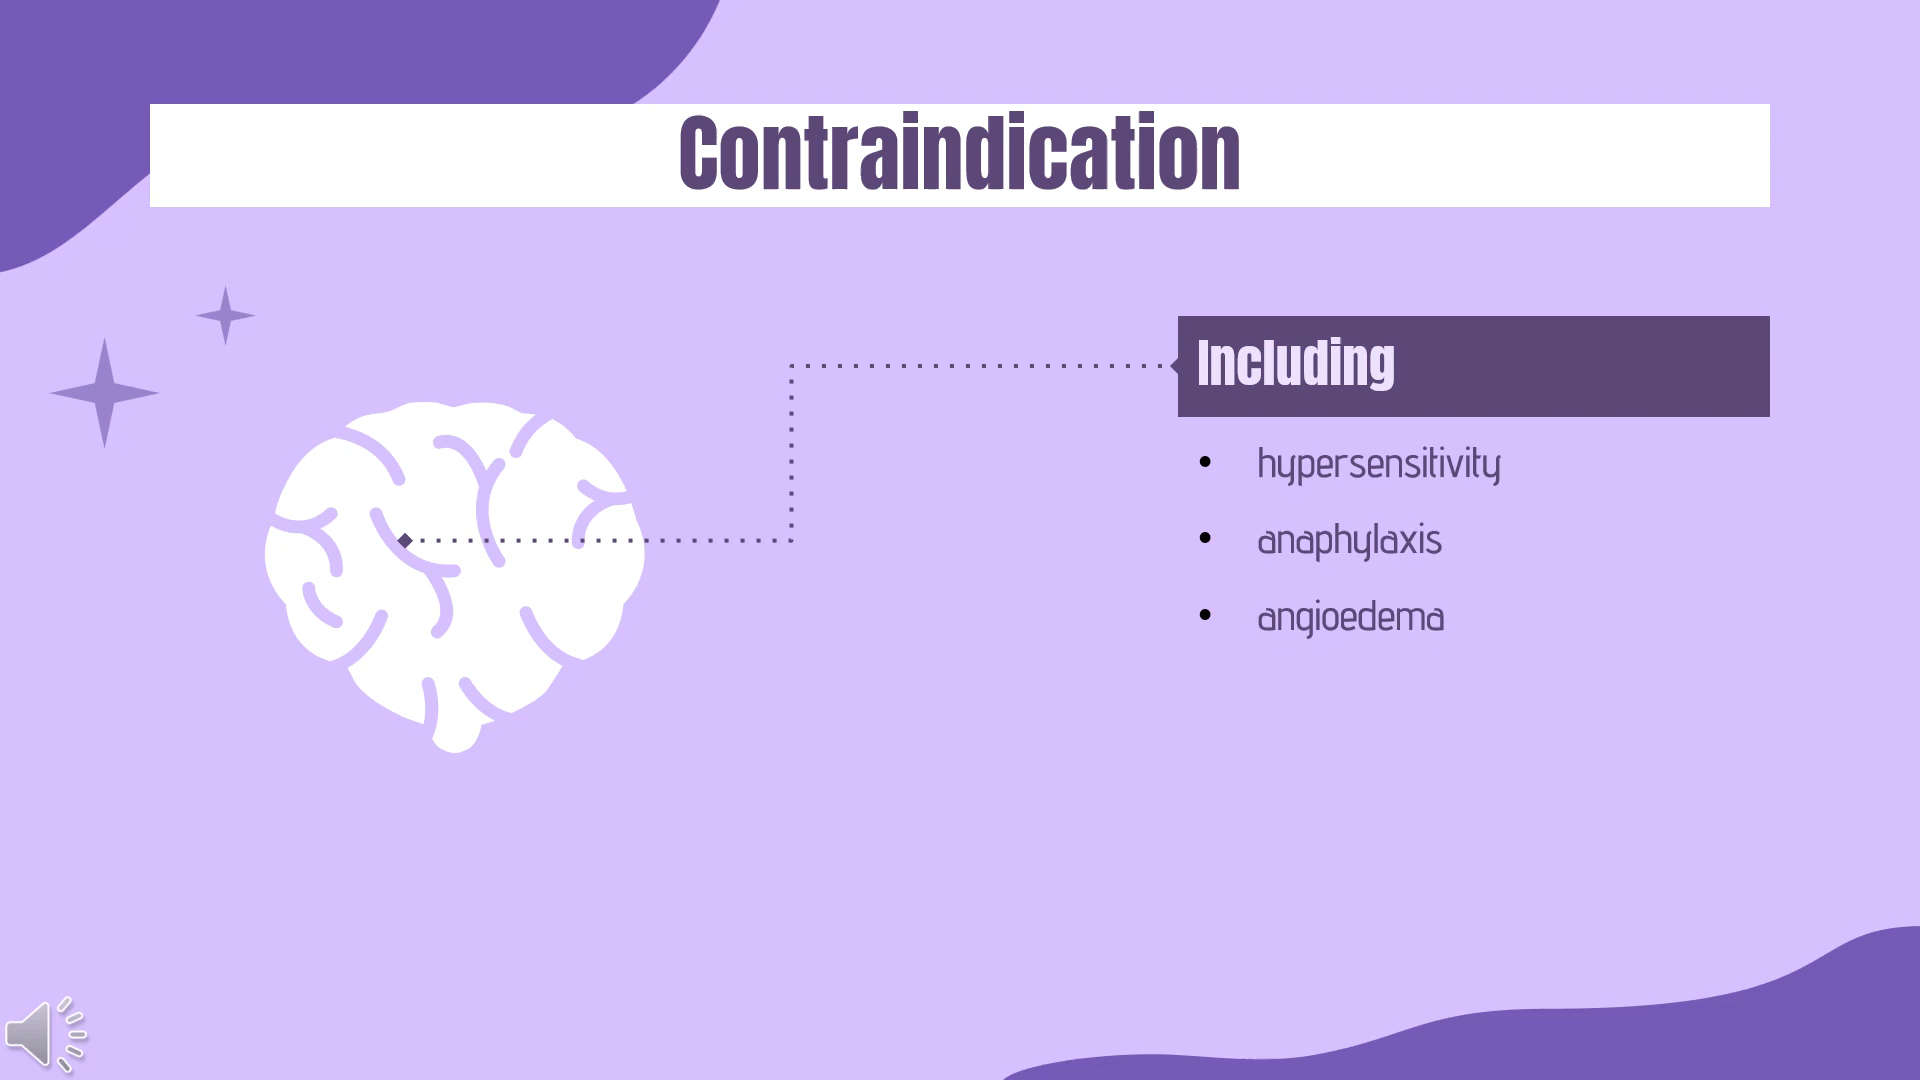 Contraindication
Including
• hypersensitivity
• anaphylaxis
• angioedema